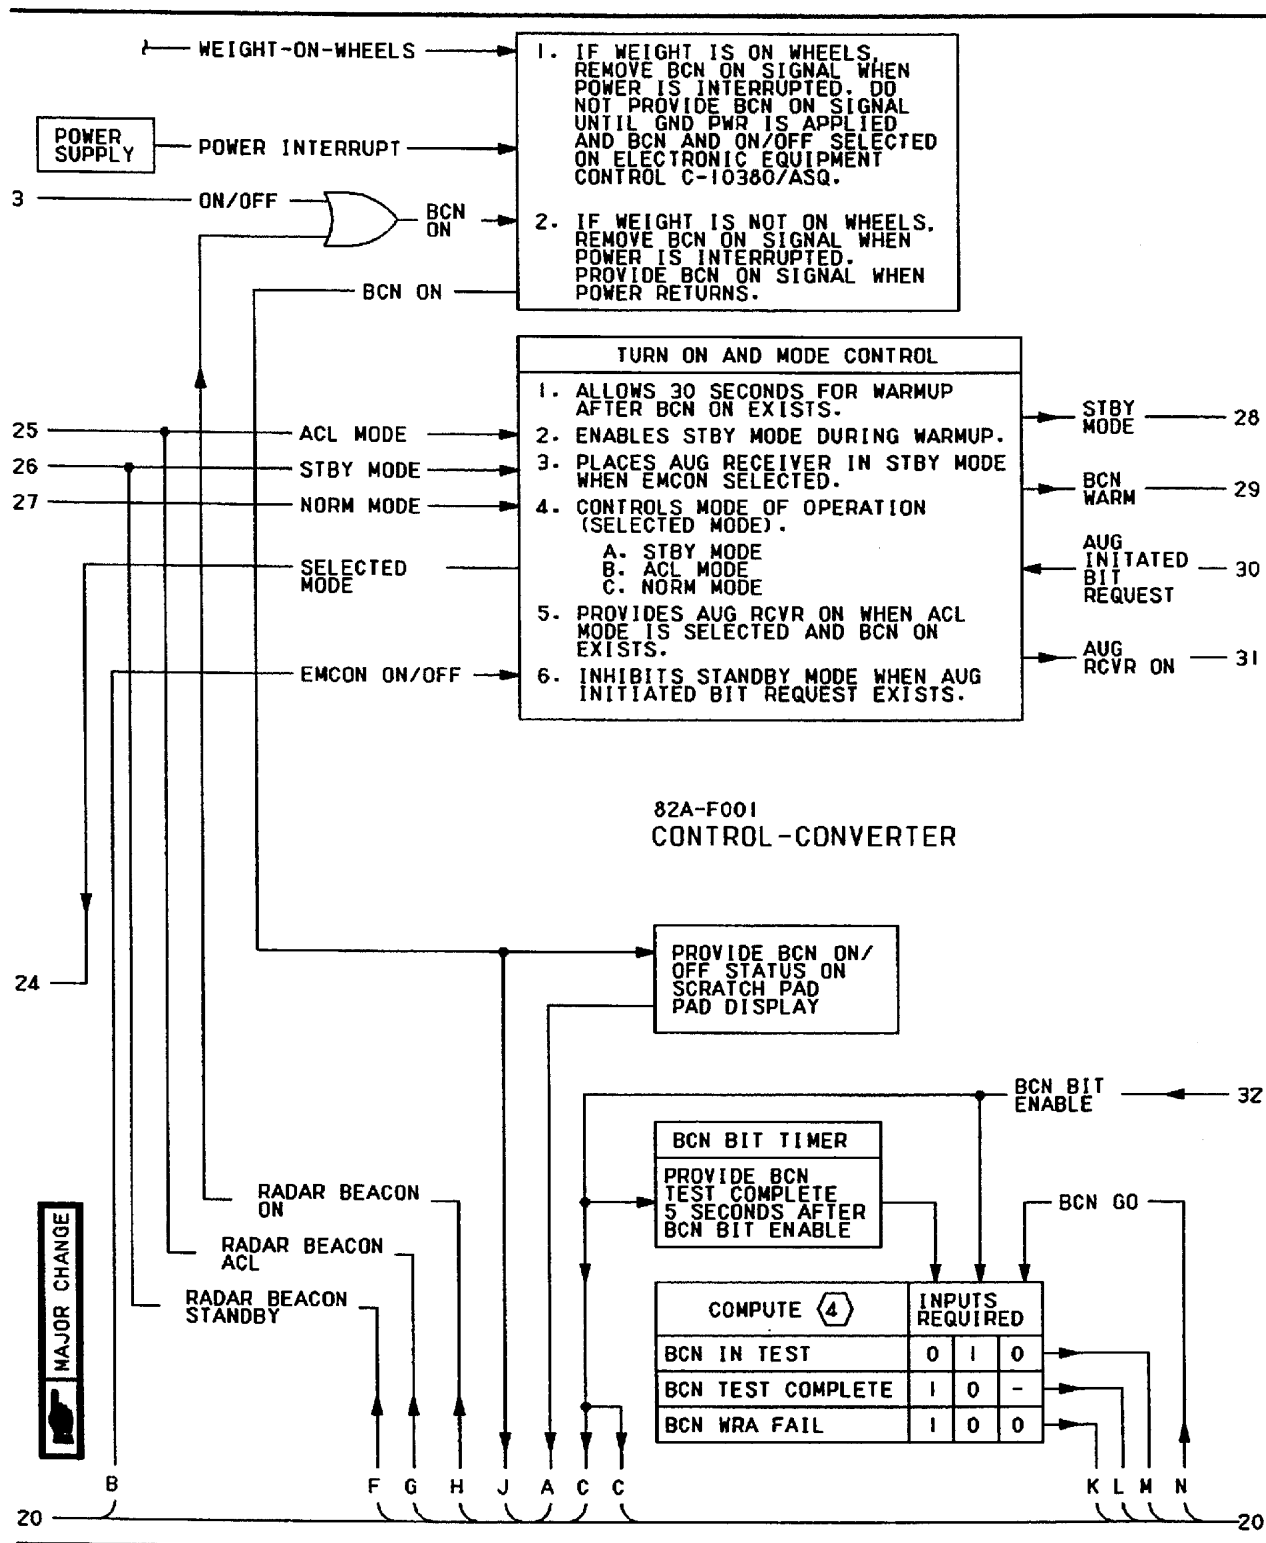 WEIGHT-ON-WHEELS
1. IF WEIGHT IS ON WHEELS,
REMOVE BCN ON SIGNAL WHEN
POWER IS INTERRUPTED. DO
NOT PROVIDE BCN ON SIGNAL
UNTIL GND PWR IS APPLIED
AND BCN AND ON/OFF SELECTED
ON ELECTRONIC EQUIPMENT
CONTROL C-10380/ASQ.
POWER
SUPPLY
POWER INTERRUPT
3
ON/OFF
BCN
ON
2. IF WEIGHT IS NOT ON WHEELS,
REMOVE BCN ON SIGNAL WHEN
POWER IS INTERRUPTED.
PROVIDE BCN ON SIGNAL WHEN
POWER RETURNS.
BCN ON
TURN ON AND MODE CONTROL
1. ALLOWS 30 SECONDS FOR WARMUP
AFTER BCN ON EXISTS.
2. ENABLES STBY MODE DURING WARMUP.
3. PLACES AUG RECEIVER IN STBY MODE
WHEN EMCON SELECTED.
4. CONTROLS MODE OF OPERATION
(SELECTED MODE).
A. STBY MODE
B. ACL MODE
C. NORM MODE
5. PROVIDES AUG RCVR ON WHEN ACL
MODE IS SELECTED AND BCN ON
EXISTS.
6. INHIBITS STANDBY MODE WHEN AUG
INITIATED BIT REQUEST EXISTS.
25
ACL MODE
26
STBY MODE
27
NORM MODE
SELECTED
MODE
EMCON ON/OFF
STBY
MODE
28
BCN
WARM
29
AUG
INITATED
BIT
REQUEST
30
AUG
RCVR ON
31
82A-F001
CONTROL-CONVERTER
24
PROVIDE BCN ON/
OFF STATUS ON
SCRATCH PAD
PAD DISPLAY
BCN BIT
ENABLE
32
BCN BIT TIMER
PROVIDE BCN
TEST COMPLETE
5 SECONDS AFTER
BCN BIT ENABLE
BCN GO
RADAR BEACON
ON
RADAR BEACON
ACL
RADAR BEACON
STANDBY
MAJOR CHANGE
COMPUTE 4
INPUTS
REQUIRED
BCN IN TEST 0 1 0
BCN TEST COMPLETE 1 0 -
BCN WRA FAIL 1 0 0
B F G H J A C C K L M N
20
20